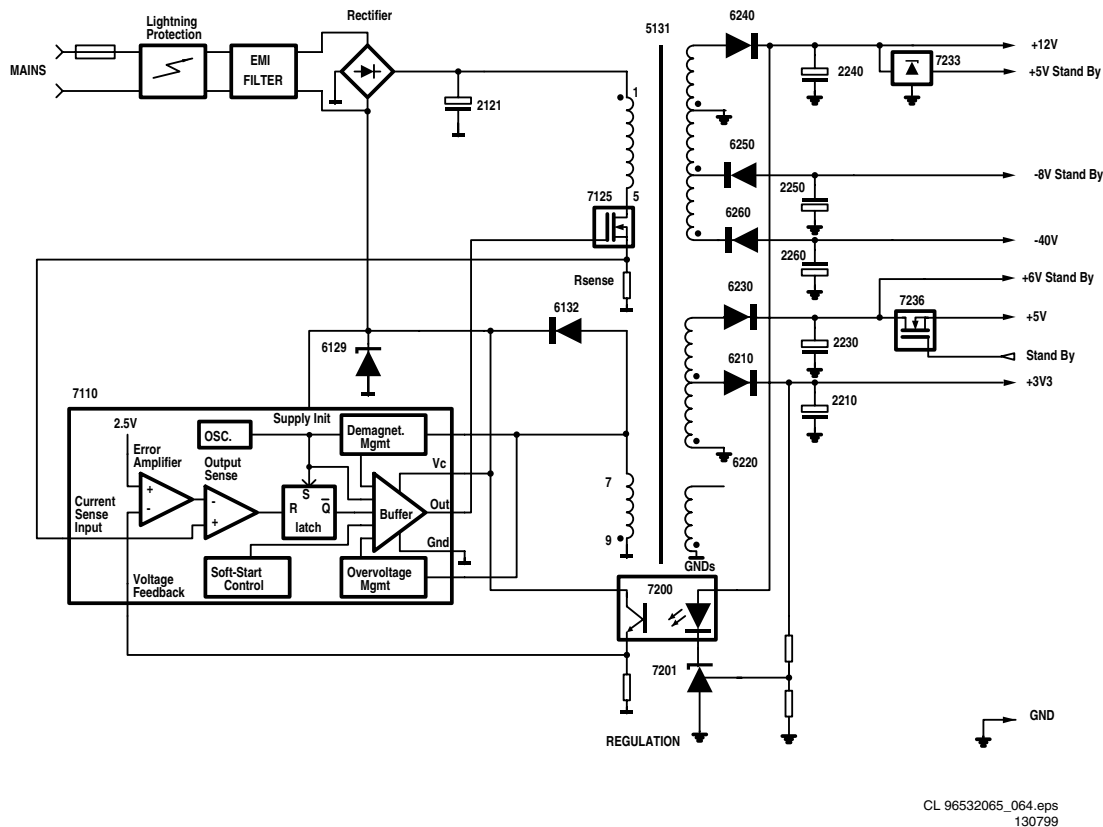 Lightning
Protection
Rectifier
MAINS
EMI
FILTER
2121
5131
1
5
7125
Rsense
6132
6129
6240
2240
+12V
7233
+5V Stand By
6250
2250
-8V Stand By
6260
2260
-40V
+6V Stand By
6230
7236
+5V
2230
Stand By
6210
+3V3
2210
6220
7110
Supply Init
2.5V
OSC.
Demagnet.
Mgmt
Error
Amplifier
Output
Sense
Vc
+
-
-
+
Current
Sense
Input
S
R
Q
latch
Buffer
Out
Gnd
7
9
Soft-Start
Control
Overvoltage
Mgmt
Voltage
Feedback
GNDs
7200
7201
REGULATION
GND
CL 96532065_064.eps
130799